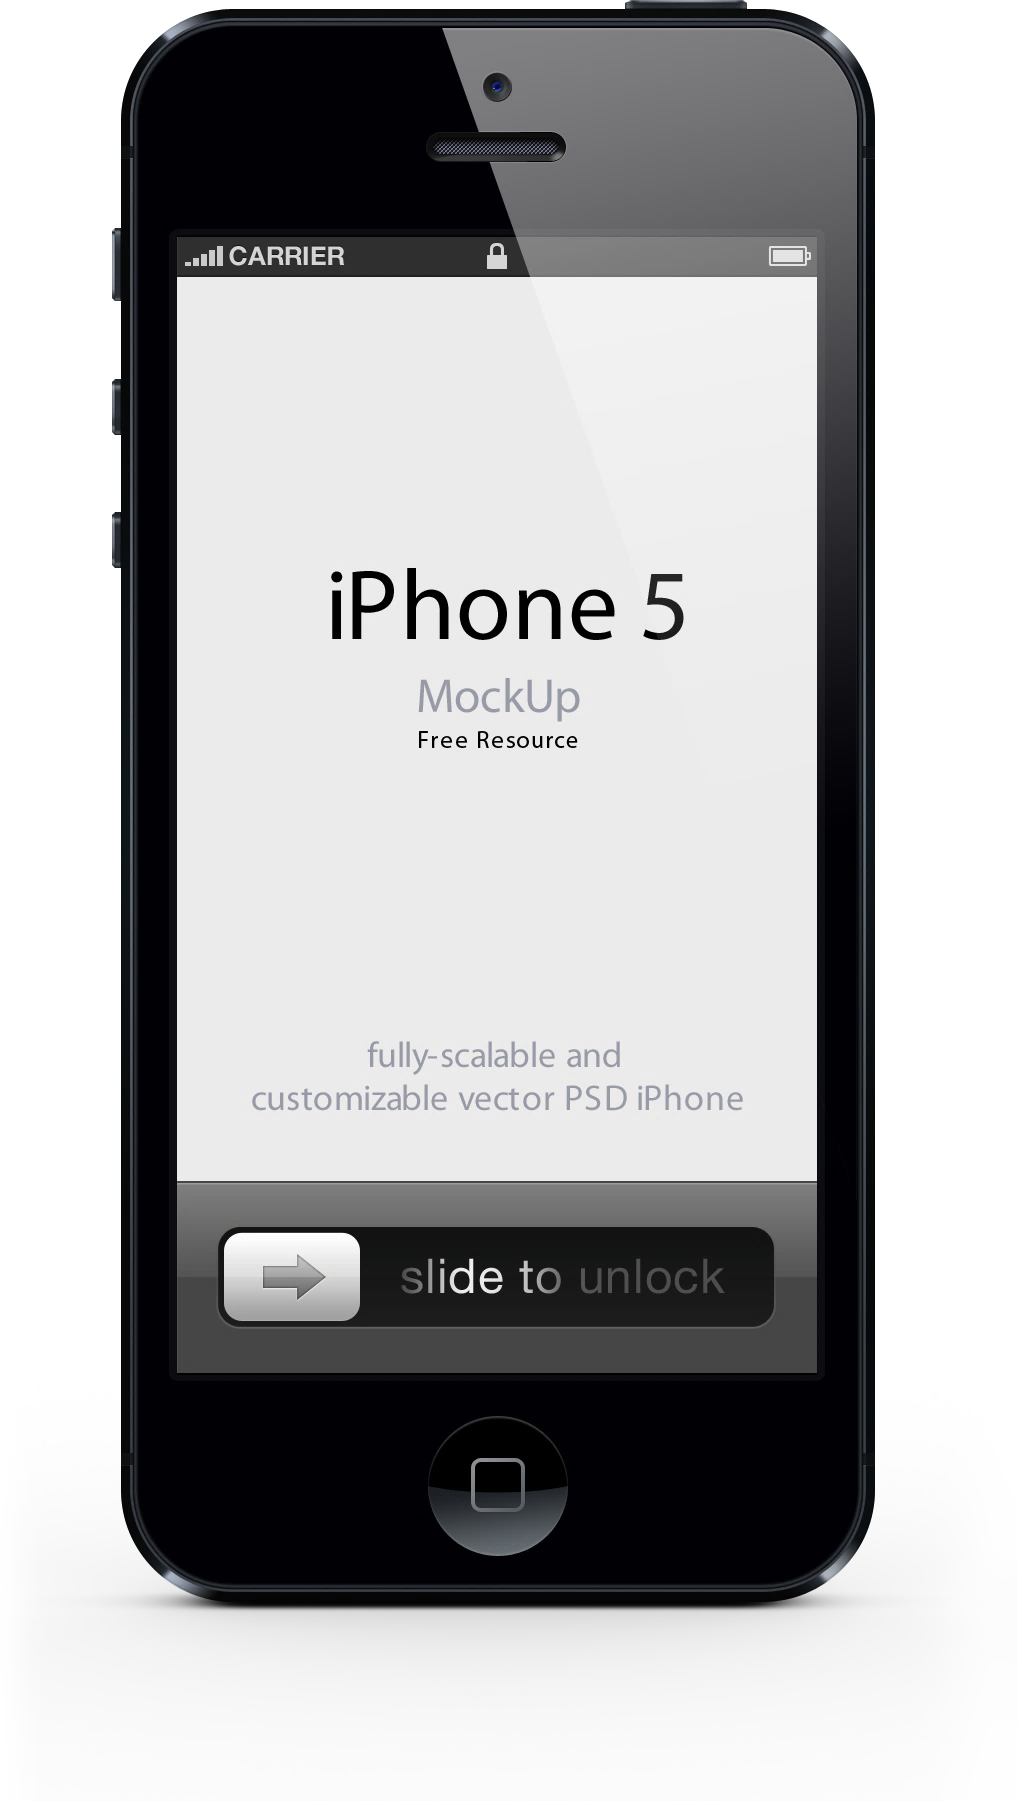 CARRIER
iPhone 5
MockUp
Free Resource
fully-scalable and
customizable vector PSD iPhone
slide to unlock